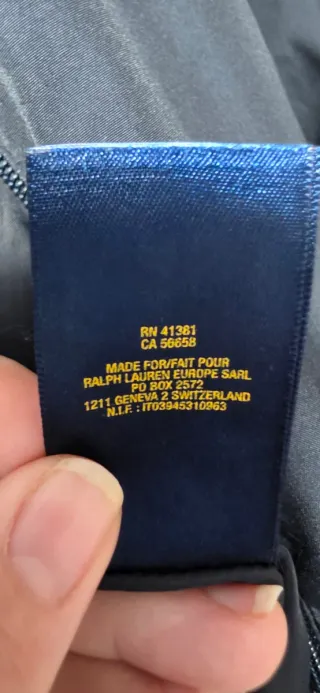 RN 41381
CA 56658
MADE FOR/FAIT POUR
RALPH LAUREN EUROPE SARL
PO BOX 2572
1211 GENEVA 2 SWITZERLAND
N.I.F. : IT03945310963